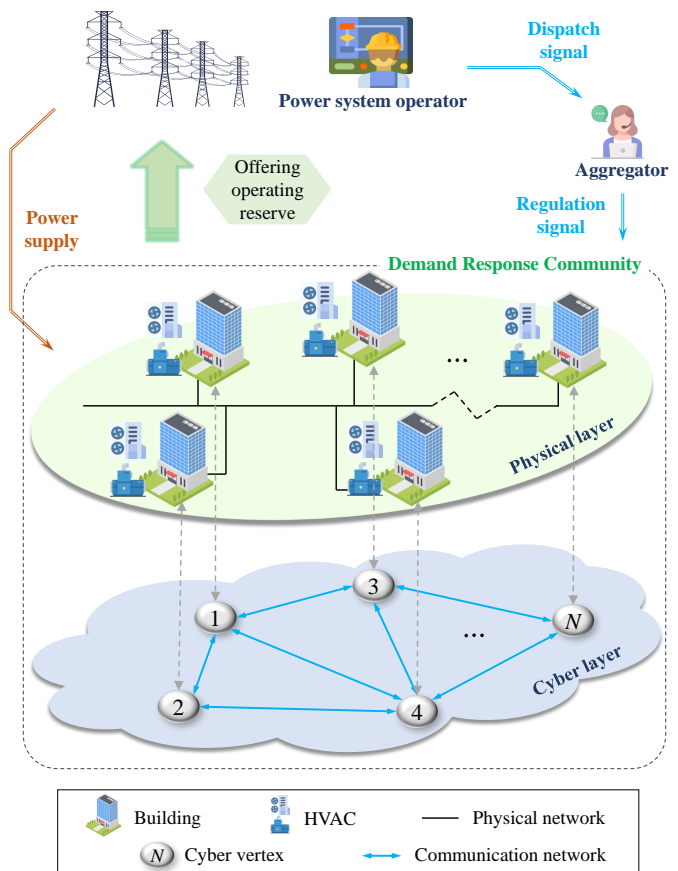 Dispatch
signal
Power system operator
Aggregator
Offering
operating
reserve
Regulation
signal
Power
supply
Demand Response Community
...
Physical layer
3
1
N
...
Cyber layer
2
4
Building
HVAC
Physical network
N
Cyber vertex
Communication network